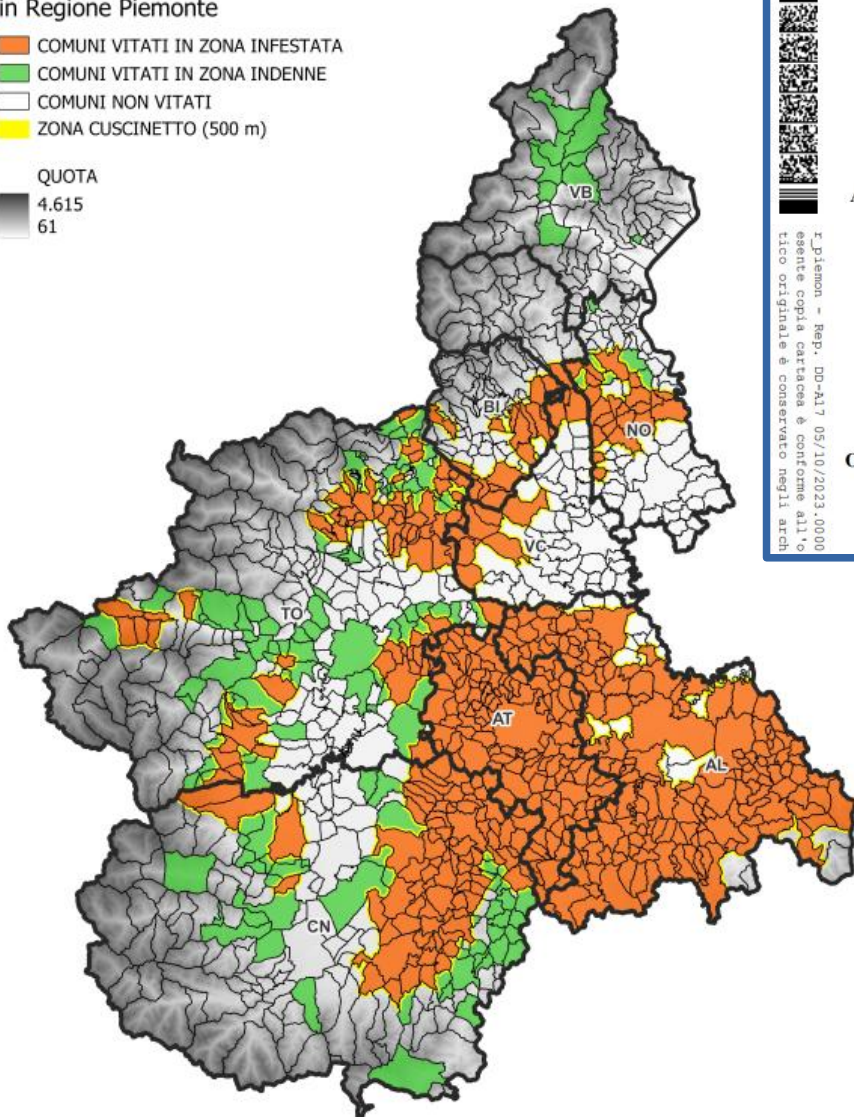 in Regione Piemonte
COMUNI VITATI IN ZONA INFESTATA
COMUNI VITATI IN ZONA INDENNE
COMUNI NON VITATI
ZONA CUSCINETTO (500 m)
QUOTA
4.615
61
VB
BI
NO
VC
TO
AT
AL
CN
r_piemon - Rep. DD-A17 05/10/2023.0000
esente copia cartacea è conforme all'o
tico originale è conservato negli arch